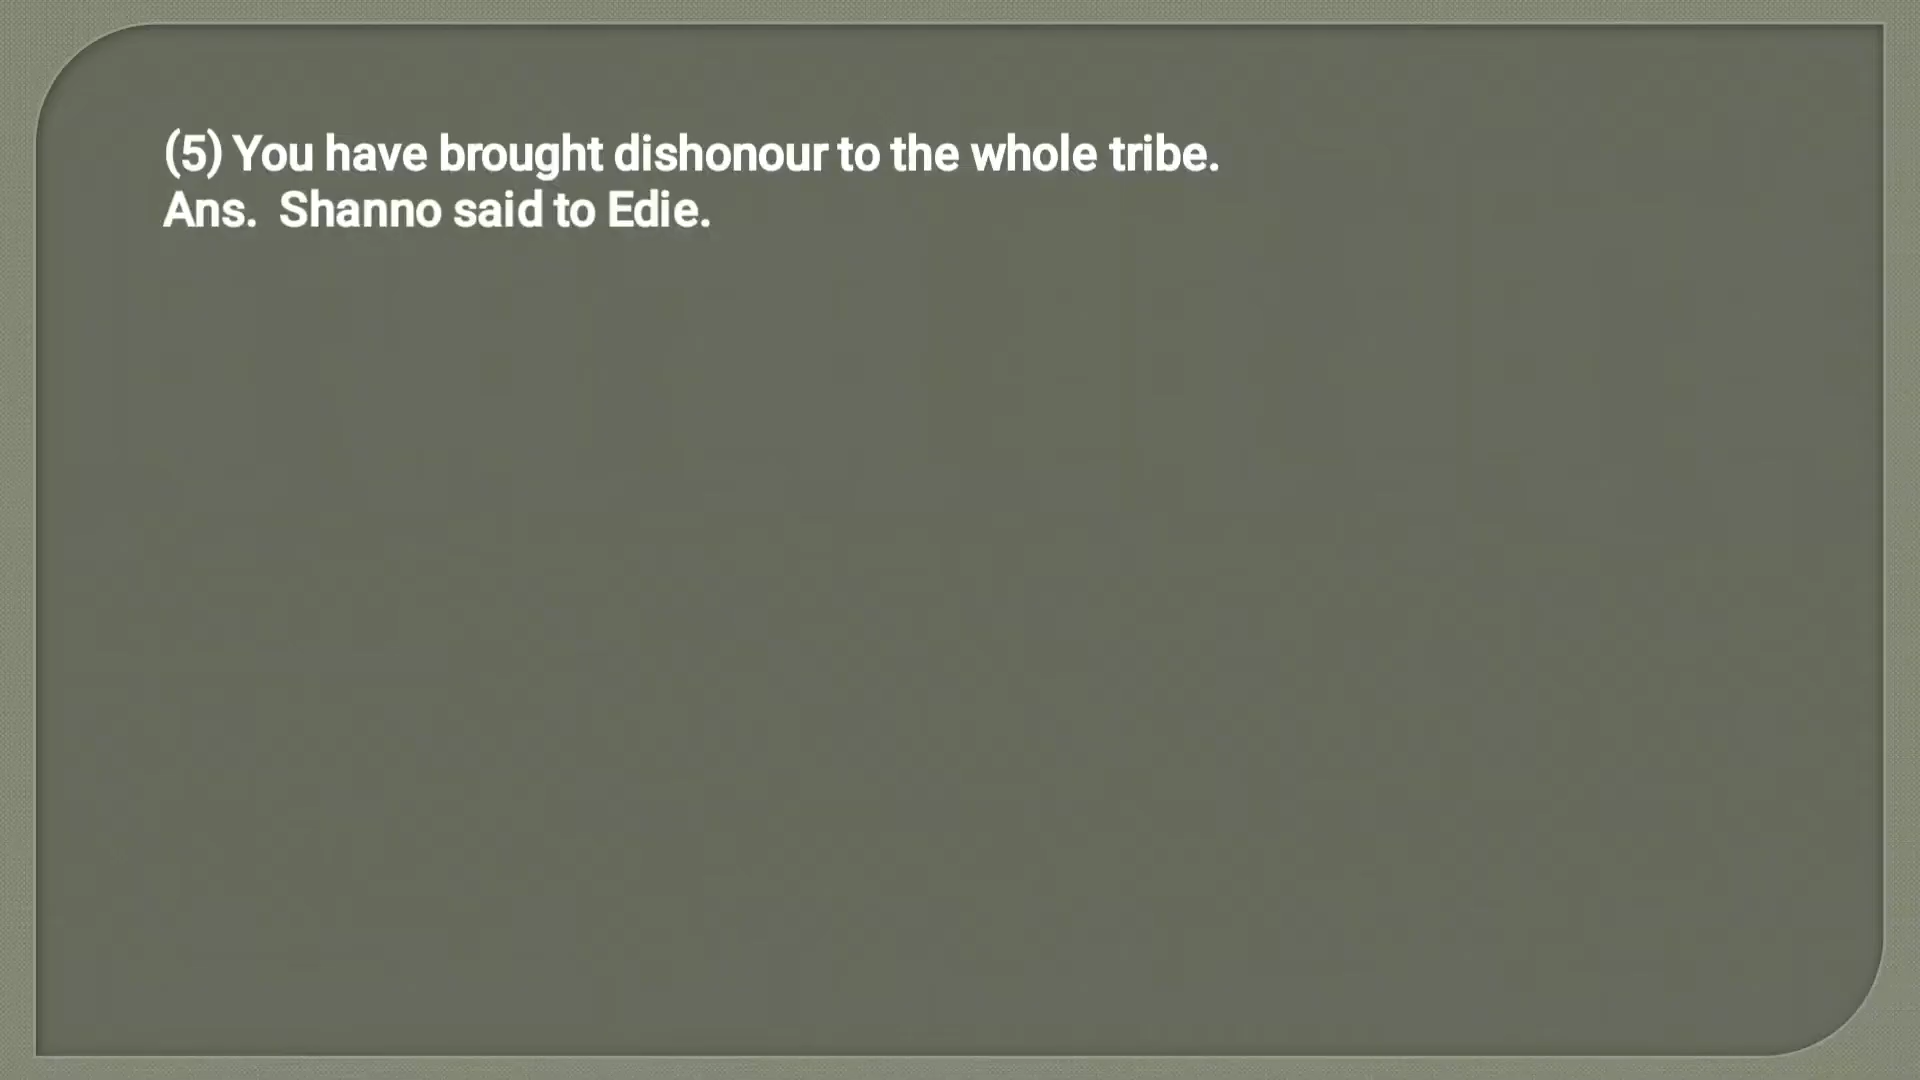 (5) You have brought dishonour to the whole tribe.
Ans.  Shanno said to Edie.